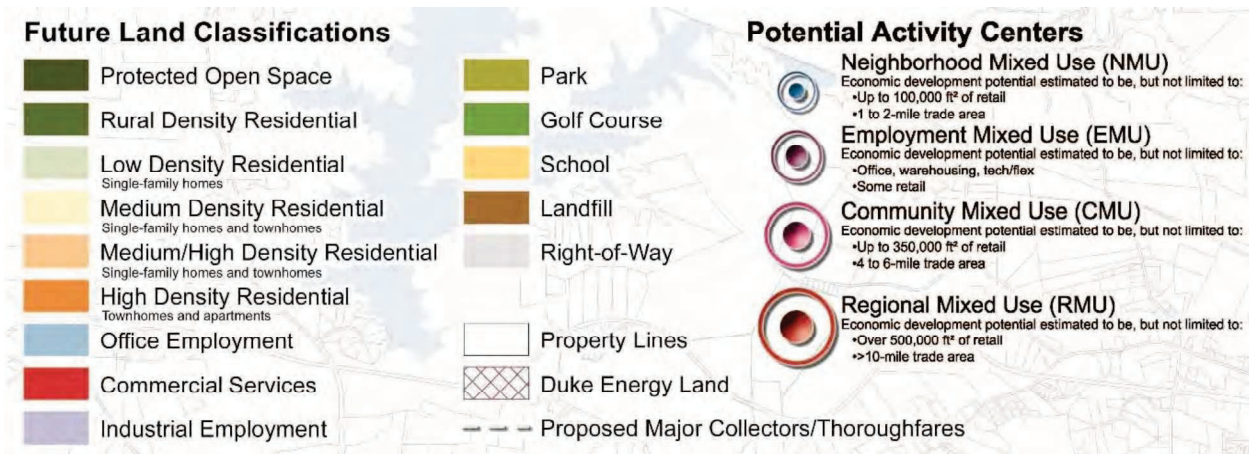 Future Land Classifications
Protected Open Space
Rural Density Residential
Low Density Residential
Single-family homes
Medium Density Residential
Single-family homes and townhomes
Medium/High Density Residential
Single-family homes and townhomes
High Density Residential
Townhomes and apartments
Office Employment
Commercial Services
Industrial Employment
Park
Golf Course
School
Landfill
Right-of-Way
Property Lines
Duke Energy Land
Proposed Major Collectors/Thoroughfares
Potential Activity Centers
Neighborhood Mixed Use (NMU)
Economic development potential estimated to be, but not limited to:
•Up to 100,000 ft² of retail
•1 to 2-mile trade area
Employment Mixed Use (EMU)
Economic development potential estimated to be, but not limited to:
•Office, warehousing, tech/flex
•Some retail
Community Mixed Use (CMU)
Economic development potential estimated to be, but not limited to:
•Up to 350,000 ft² of retail
•4 to 6-mile trade area
Regional Mixed Use (RMU)
Economic development potential estimated to be, but not limited to:
•Over 500,000 ft² of retail
•>10-mile trade area